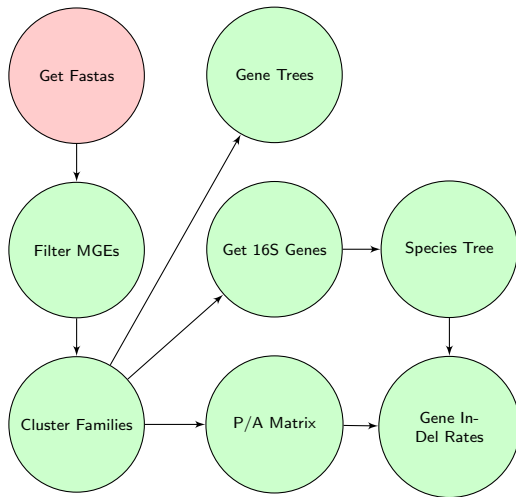 Get Fastas
Gene Trees
Filter MGEs
Get 16S Genes
Species Tree
Cluster Families
P/A Matrix
Gene In-
Del Rates